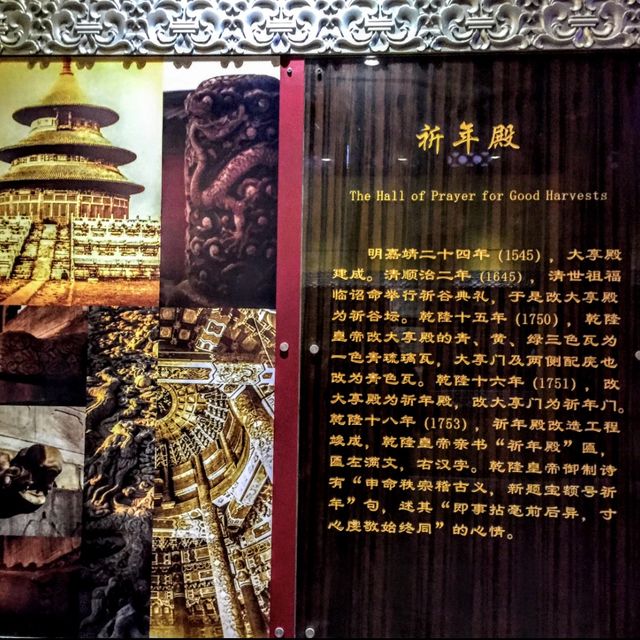 祈年殿
The Hall of Prayer for Good Harvests
明嘉靖二十四年（1545），大享殿
建成。清顺治二年（1645），清世祖福
临诏命举行祈谷典礼，于是改大享殿
为祈谷坛。乾隆十五年（1750），乾隆
皇帝改大享殿的青、黄、绿三色瓦为
一色青琉璃瓦，大享门及两侧配庑也
改为青色瓦。乾隆十六年（1751），改
大享殿为祈年殿，改大享门为祈年门。
乾隆十八年（1753），祈年殿改造工程
竣成，乾隆皇帝亲书“祈年殿”匾，
匾左满文，右汉字。乾隆皇帝御制诗
有“申命秩宗稽古义，新题宝额号祈
年”句，述其“即事拈毫前后异，寸
心虔敬始终同”的心情。